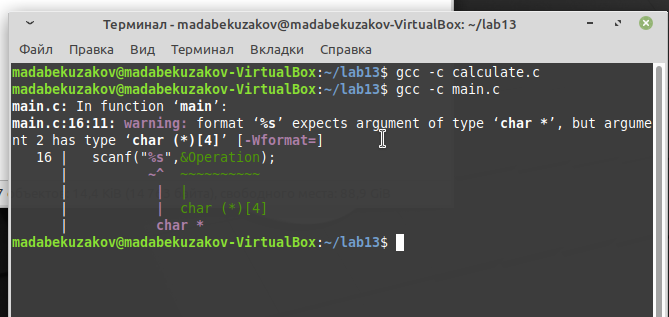 Терминал - madabekuzakov@madabekuzakov-VirtualBox: ~/lab13
Файл Правка Вид Терминал Вкладки Справка
madabekuzakov@madabekuzakov-VirtualBox:~/lab13$ gcc -c calculate.c
madabekuzakov@madabekuzakov-VirtualBox:~/lab13$ gcc -c main.c
main.c: In function ‘main’:
main.c:16:11: warning: format ‘%s’ expects argument of type ‘char *’, but argume
nt 2 has type ‘char (*)[4]’ [-Wformat=]
   16 |   scanf("%s",&Operation);
      |          ~^  ~~~~~~~~~~
      |           |  |
      |           |  char (*)[4]
      |           char *
madabekuzakov@madabekuzakov-VirtualBox:~/lab13$